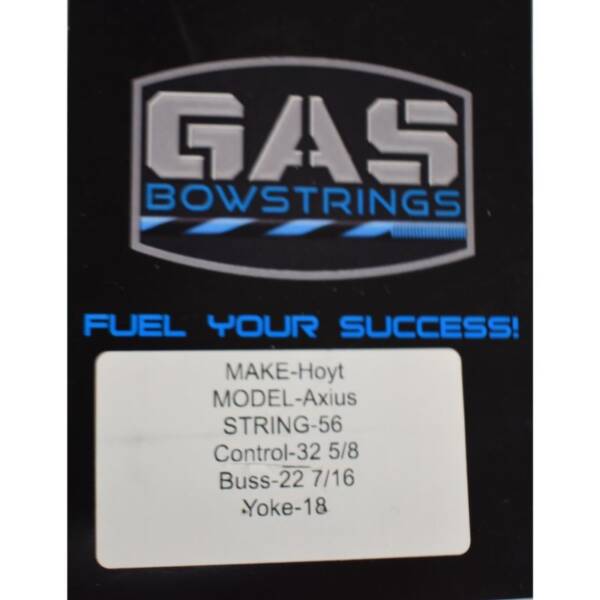 GAS
BOWSTRINGS
FUEL YOUR SUCCESS!
MAKE-Hoyt
MODEL-Axius
STRING-56
Control-32 5/8
Buss-22 7/16
Yoke-18